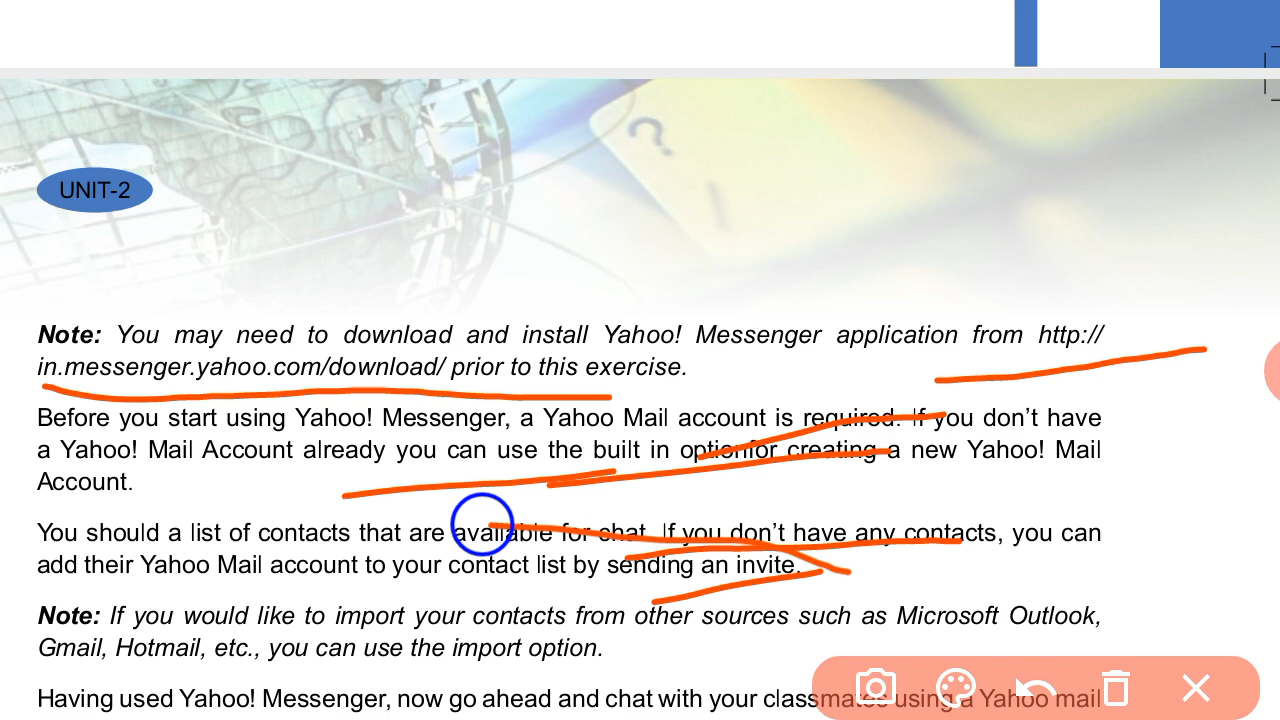 UNIT-2
Note: You may need to download and install Yahoo! Messenger application from http://
in.messenger.yahoo.com/download/ prior to this exercise.
Before you start using Yahoo! Messenger, a Yahoo Mail account is required. If you don't have
a Yahoo! Mail Account already you can use the built in optionfor creating a new Yahoo! Mail
Account.
You should a list of contacts that are available for chat. If you don't have any contacts, you can
add their Yahoo Mail account to your contact list by sending an invite.
Note: If you would like to import your contacts from other sources such as Microsoft Outlook,
Gmail, Hotmail, etc., you can use the import option.
Having used Yahoo! Messenger, now go ahead and chat with your classmates using a Yahoo mail